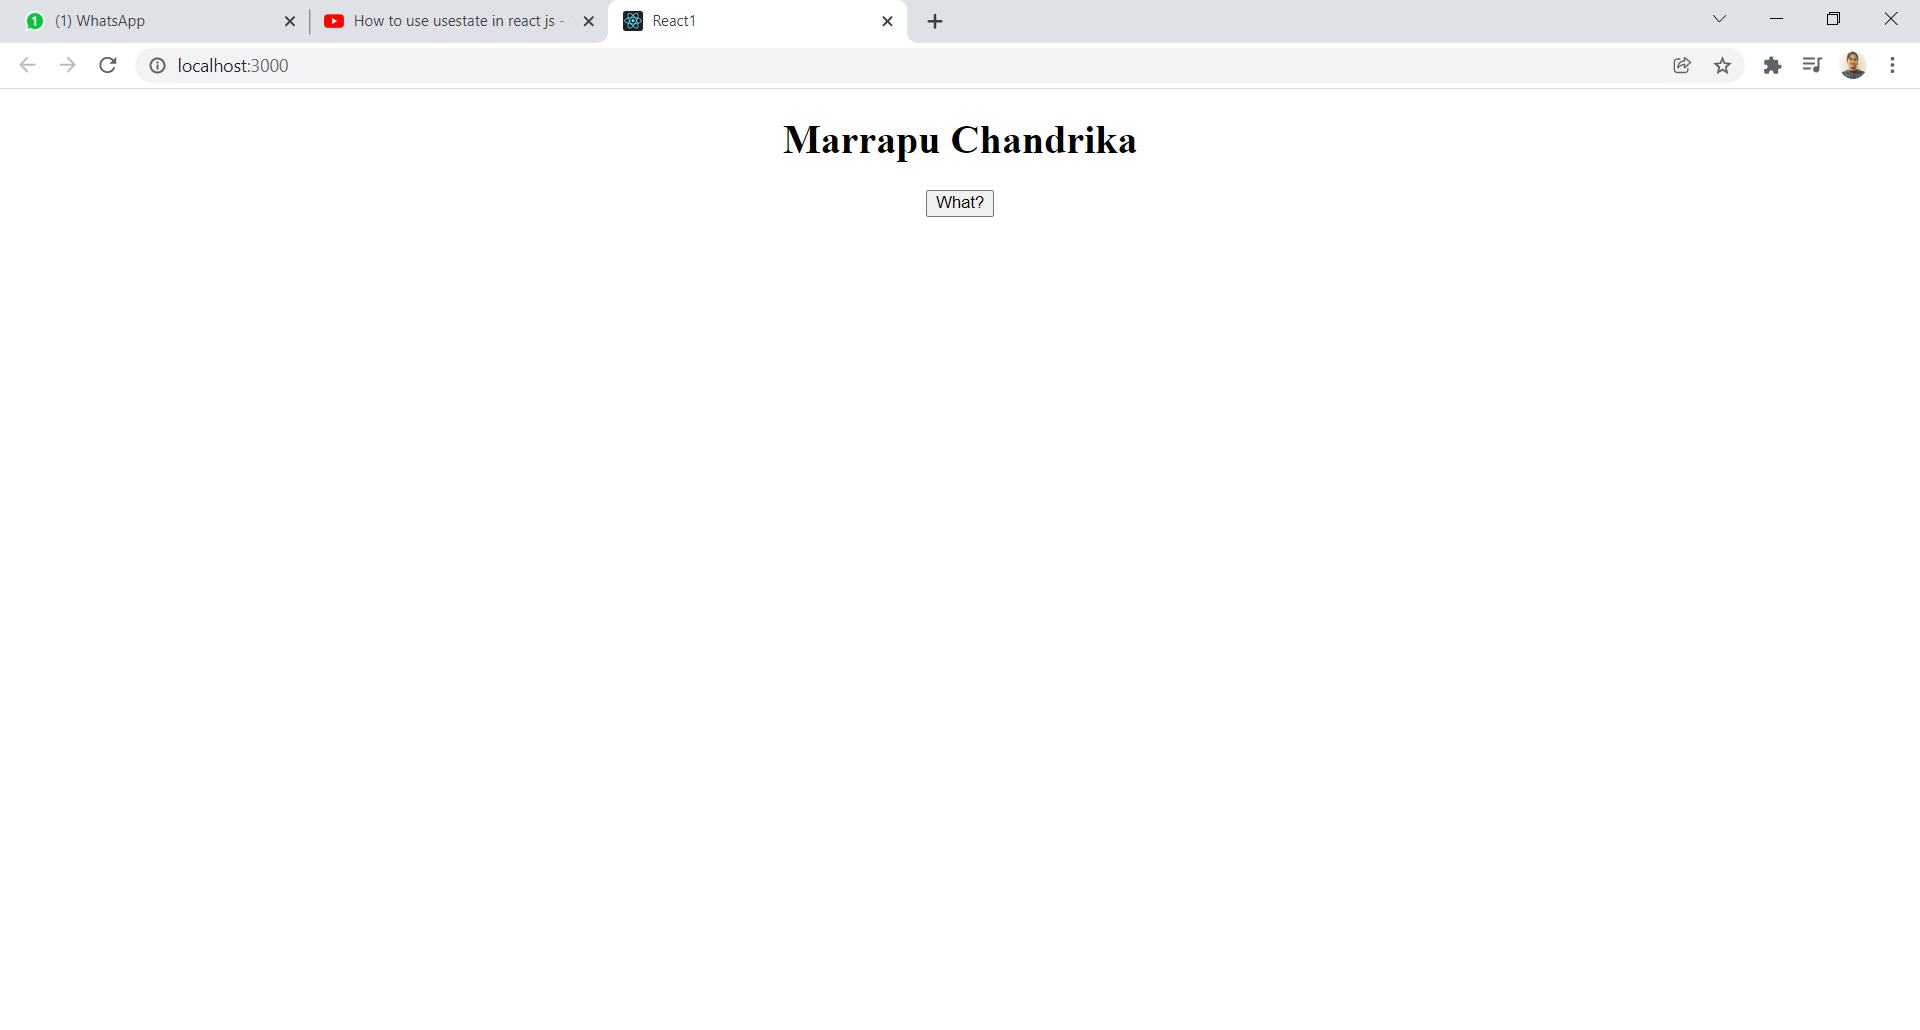 (1) WhatsApp
How to use usestate in react js -
React1
localhost:3000
Marrapu Chandrika
What?